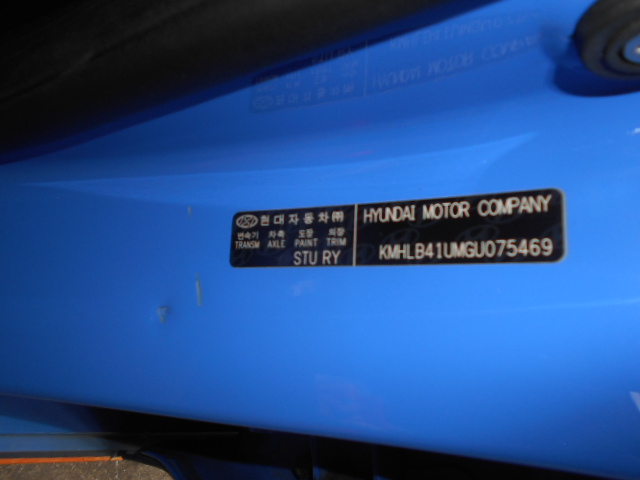 현대자동차㈜
변속기 차축 도장 의장
TRANSM AXLE PAINT TRIM
STU RY
HYUNDAI MOTOR COMPANY
KMHLB41UMGU075469